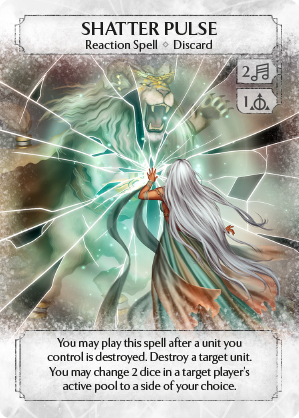 SHATTER PULSE
Reaction Spell ⬦ Discard
2
1
You may play this spell after a unit you
control is destroyed. Destroy a target unit.
You may change 2 dice in a target player's
active pool to a side of your choice.